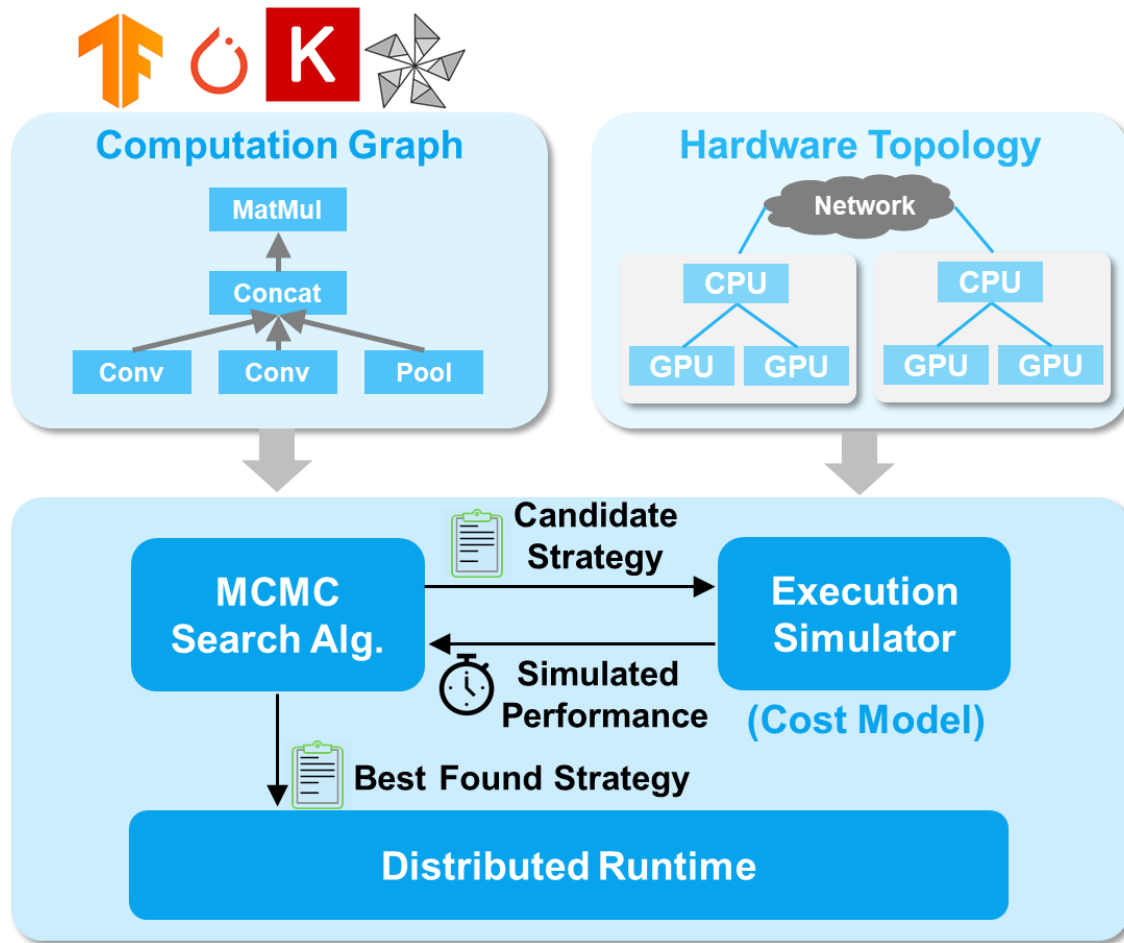 K
Computation Graph
MatMul
Concat
Conv
Conv
Pool
Hardware Topology
Network
CPU
GPU
GPU
CPU
GPU
GPU
MCMC
Search Alg.
Candidate
Strategy
Execution
Simulator
Simulated
Performance
(Cost Model)
Best Found Strategy
Distributed Runtime